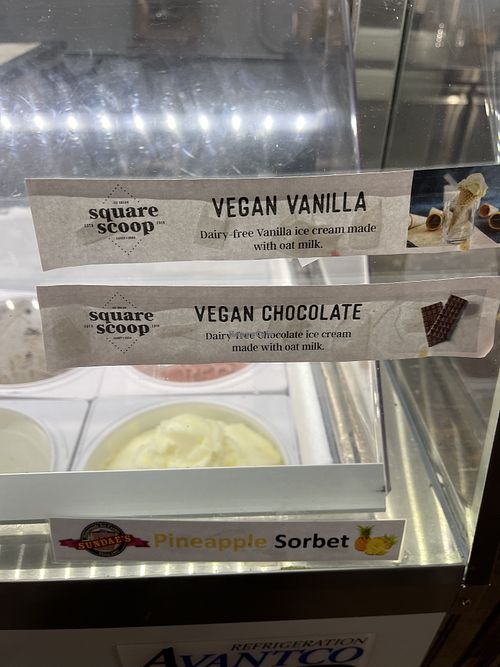 square
scoop
VEGAN VANILLA
Dairy-free Vanilla ice cream made
with oat milk.
square
scoop
VEGAN CHOCOLATE
Dairy-free Chocolate ice cream
made with oat milk.
SUNDAE'S
Pineapple Sorbet
REFRIGERATION
AVANTCO